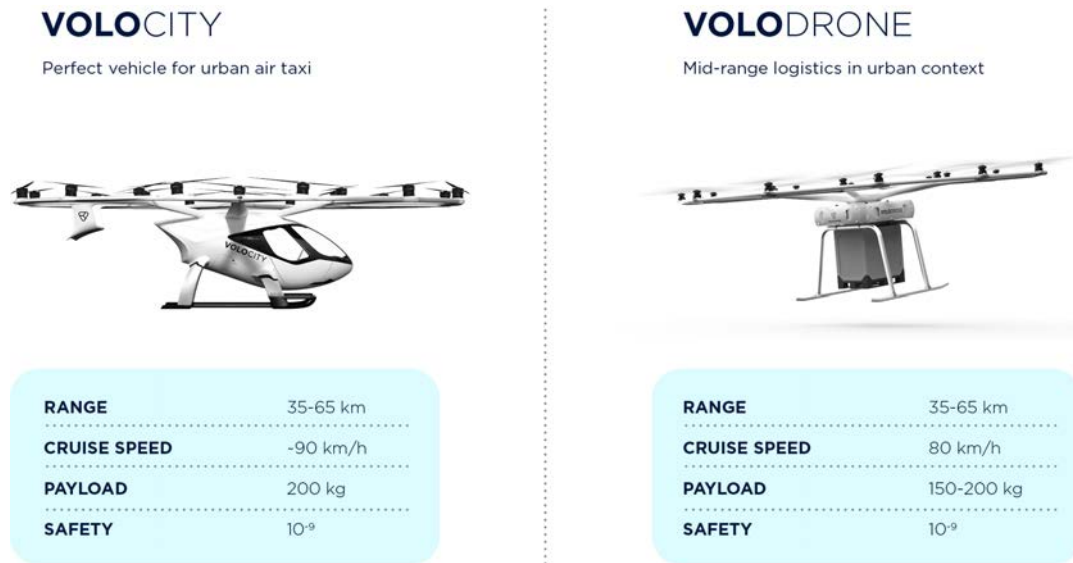 VOLOCITY
Perfect vehicle for urban air taxi
VOLOCITY
RANGE 35-65 km
CRUISE SPEED ~90 km/h
PAYLOAD 200 kg
SAFETY 10⁻⁹
VOLODRONE
Mid-range logistics in urban context
RANGE 35-65 km
CRUISE SPEED 80 km/h
PAYLOAD 150-200 kg
SAFETY 10⁻⁹